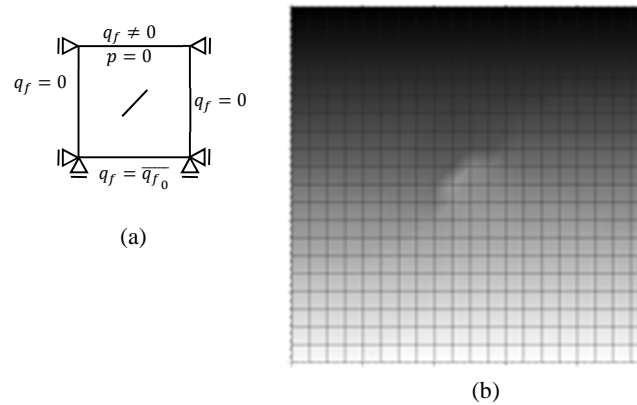 q_f ≠ 0
p = 0
q_f = 0
q_f = 0
q_f = \overline{q_{f_0}}
(a)
(b)